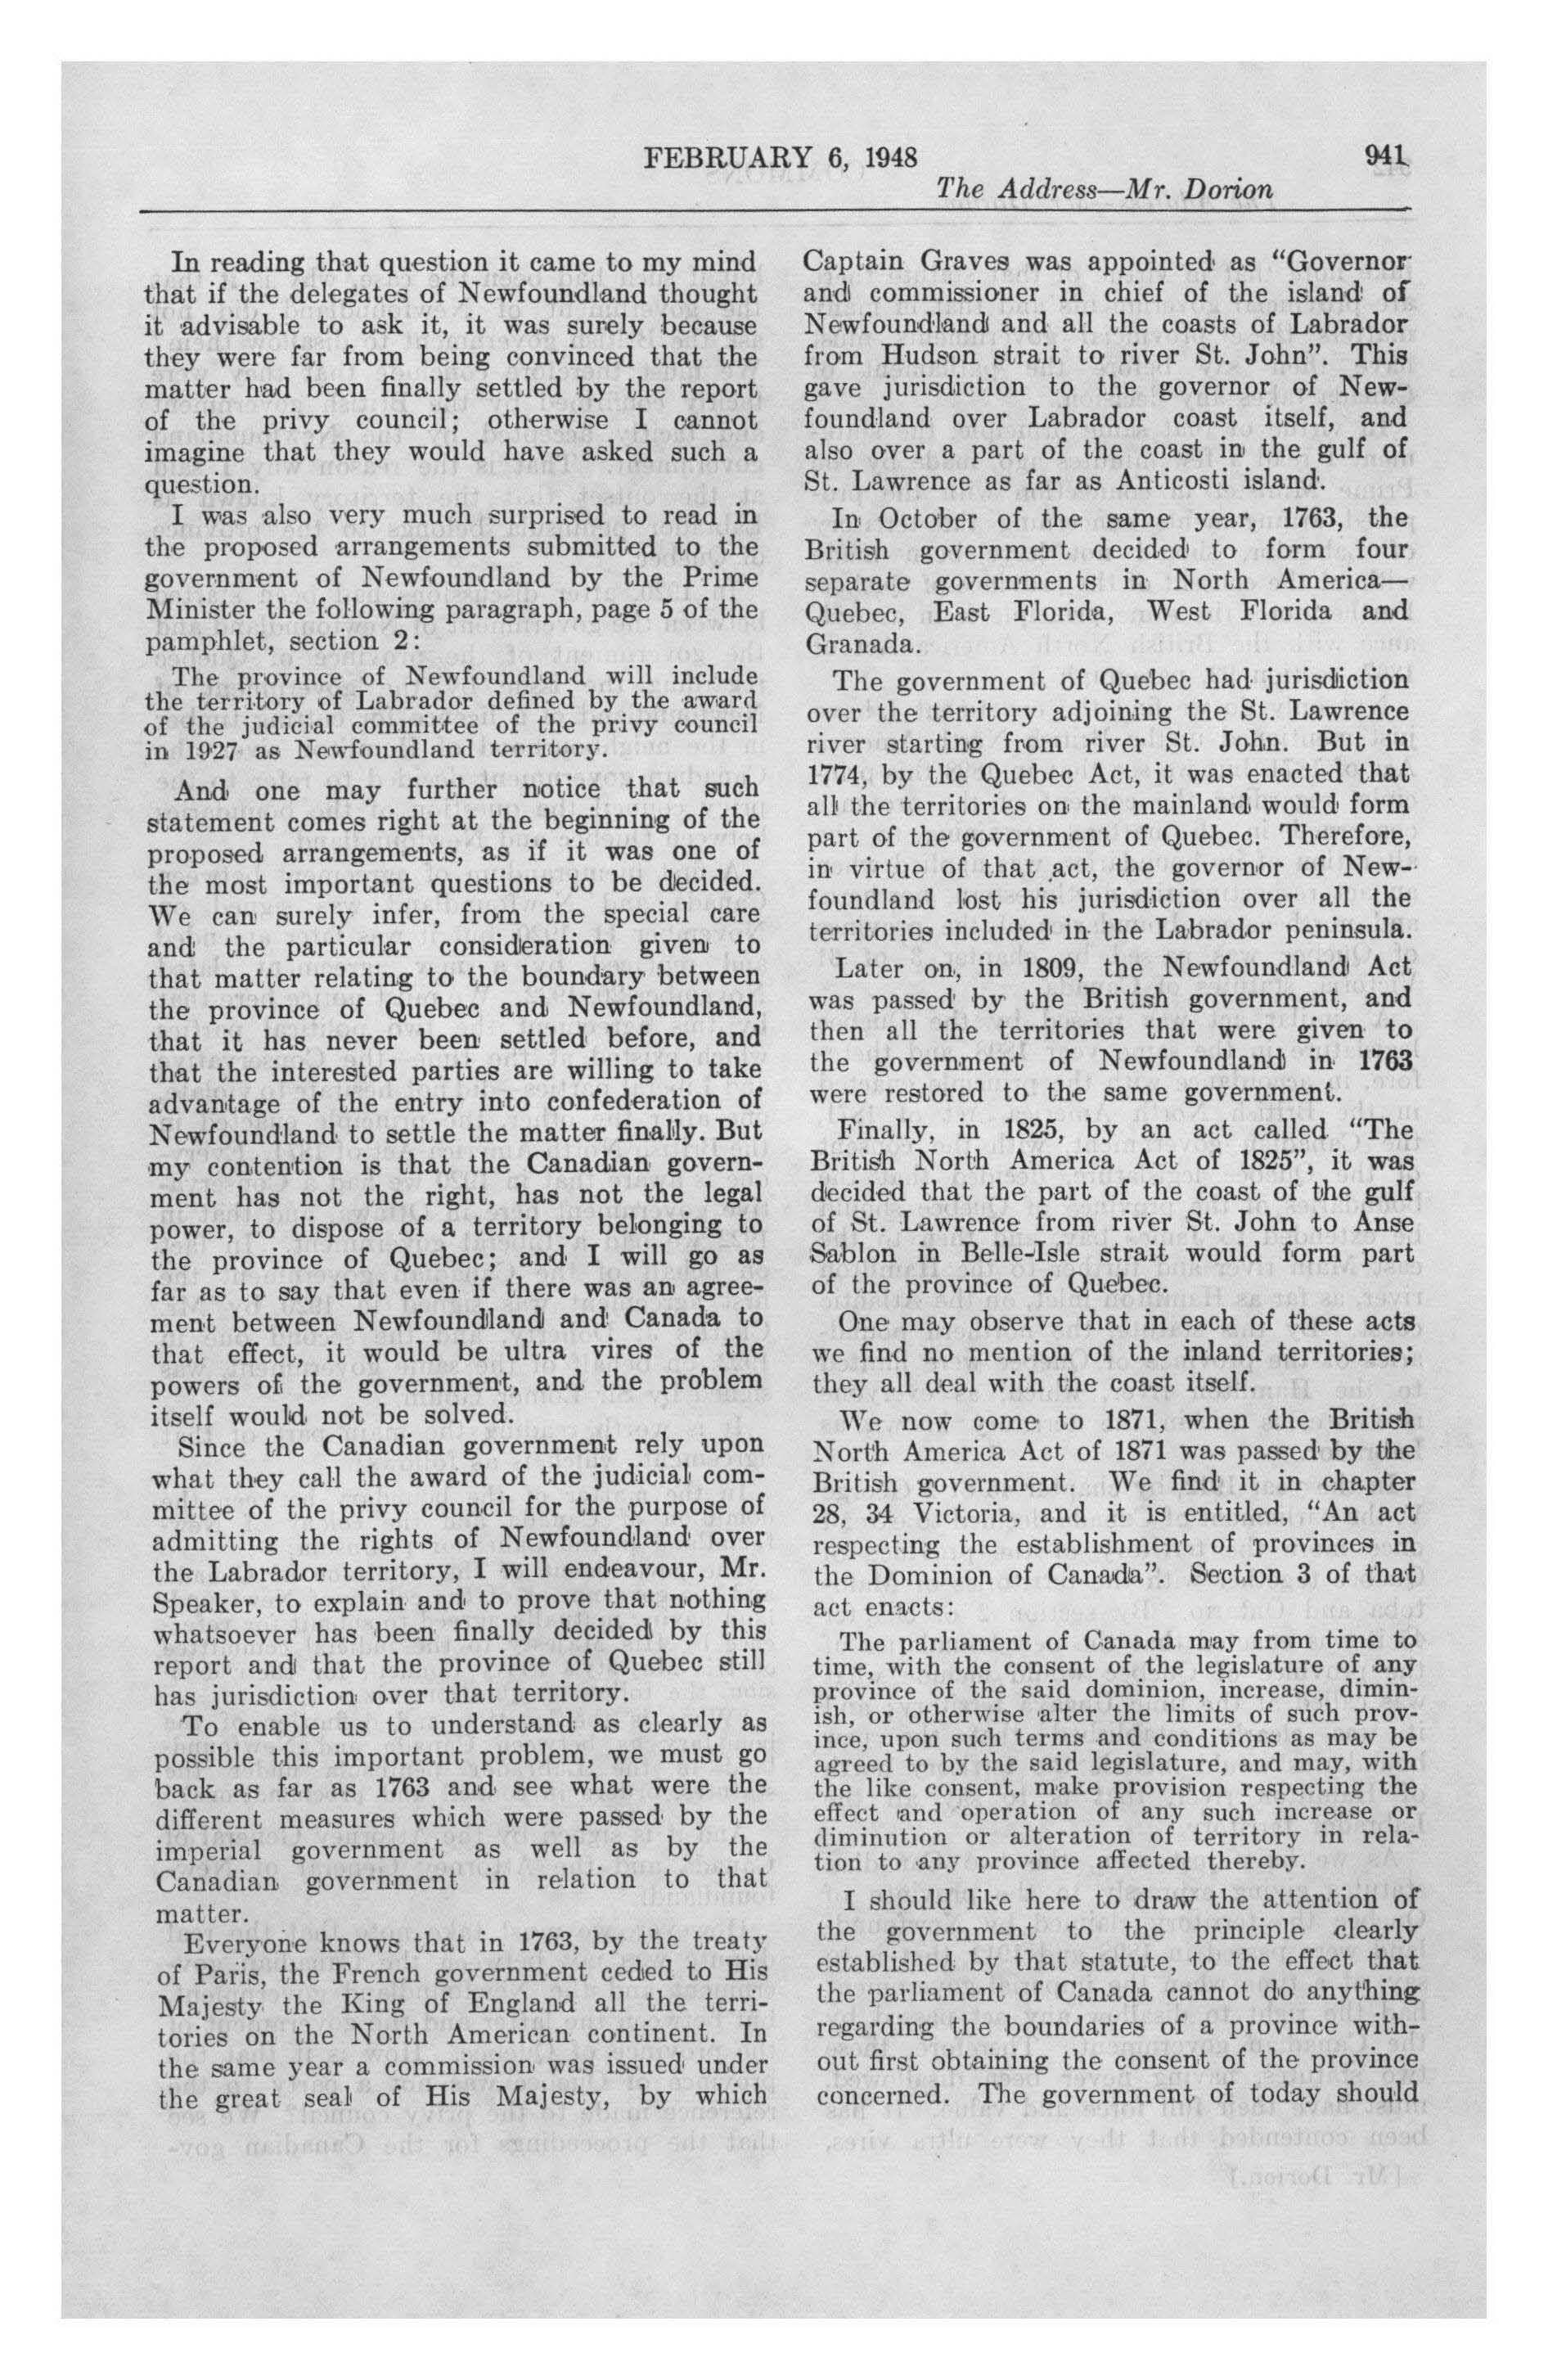 FEBRUARY 6, 1948
941
The Address—Mr. Dorion
In reading that question it came to my mind
that if the delegates of Newfoundland thought
it advisable to ask it, it was surely because
they were far from being convinced that the
matter had been finally settled by the report
of the privy council; otherwise I cannot
imagine that they would have asked such a
question.
I was also very much surprised to read in
the proposed arrangements submitted to the
government of Newfoundland by the Prime
Minister the following paragraph, page 5 of the
pamphlet, section 2:
The province of Newfoundland will include
the territory of Labrador defined by the award
of the judicial committee of the privy council
in 1927 as Newfoundland territory.
And one may further notice that such
statement comes right at the beginning of the
proposed arrangements, as if it was one of
the most important questions to be decided.
We can surely infer, from the special care
and the particular consideration given to
that matter relating to the boundary between
the province of Quebec and Newfoundland,
that it has never been settled before, and
that the interested parties are willing to take
advantage of the entry into confederation of
Newfoundland to settle the matter finally. But
my contention is that the Canadian govern-
ment has not the right, has not the legal
power, to dispose of a territory belonging to
the province of Quebec; and I will go as
far as to say that even if there was an agree-
ment between Newfoundland and Canada to
that effect, it would be ultra vires of the
powers of the government, and the problem
itself would not be solved.
Since the Canadian government rely upon
what they call the award of the judicial com-
mittee of the privy council for the purpose of
admitting the rights of Newfoundland over
the Labrador territory, I will endeavour, Mr.
Speaker, to explain and to prove that nothing
whatsoever has been finally decided by this
report and that the province of Quebec still
has jurisdiction over that territory.
To enable us to understand as clearly as
possible this important problem, we must go
back as far as 1763 and see what were the
different measures which were passed by the
imperial government as well as by the
Canadian government in relation to that
matter.
Everyone knows that in 1763, by the treaty
of Paris, the French government ceded to His
Majesty the King of England all the terri-
tories on the North American continent. In
the same year a commission was issued under
the great seal of His Majesty, by which
Captain Graves was appointed as "Governor
and commissioner in chief of the island of
Newfoundland and all the coasts of Labrador
from Hudson strait to river St. John". This
gave jurisdiction to the governor of New-
foundland over Labrador coast itself, and
also over a part of the coast in the gulf of
St. Lawrence as far as Anticosti island.
In October of the same year, 1763, the
British government decided to form four
separate governments in North America—
Quebec, East Florida, West Florida and
Granada.
The government of Quebec had jurisdiction
over the territory adjoining the St. Lawrence
river starting from river St. John. But in
1774, by the Quebec Act, it was enacted that
all the territories on the mainland would form
part of the government of Quebec. Therefore,
in virtue of that act, the governor of New-
foundland lost his jurisdiction over all the
territories included in the Labrador peninsula.
Later on, in 1809, the Newfoundland Act
was passed by the British government, and
then all the territories that were given to
the government of Newfoundland in 1763
were restored to the same government.
Finally, in 1825, by an act called "The
British North America Act of 1825", it was
decided that the part of the coast of the gulf
of St. Lawrence from river St. John to Anse
Sablon in Belle-Isle strait would form part
of the province of Quebec.
One may observe that in each of these acts
we find no mention of the inland territories;
they all deal with the coast itself.
We now come to 1871, when the British
North America Act of 1871 was passed by the
British government. We find it in chapter
28, 34 Victoria, and it is entitled, "An act
respecting the establishment of provinces in
the Dominion of Canada". Section 3 of that
act enacts:
The parliament of Canada may from time to
time, with the consent of the legislature of any
province of the said dominion, increase, dimin-
ish, or otherwise alter the limits of such prov-
ince, upon such terms and conditions as may be
agreed to by the said legislature, and may, with
the like consent, make provision respecting the
effect and operation of any such increase or
diminution or alteration of territory in rela-
tion to any province affected thereby.
I should like here to draw the attention of
the government to the principle clearly
established by that statute, to the effect that
the parliament of Canada cannot do anything
regarding the boundaries of a province with-
out first obtaining the consent of the province
concerned. The government of today should